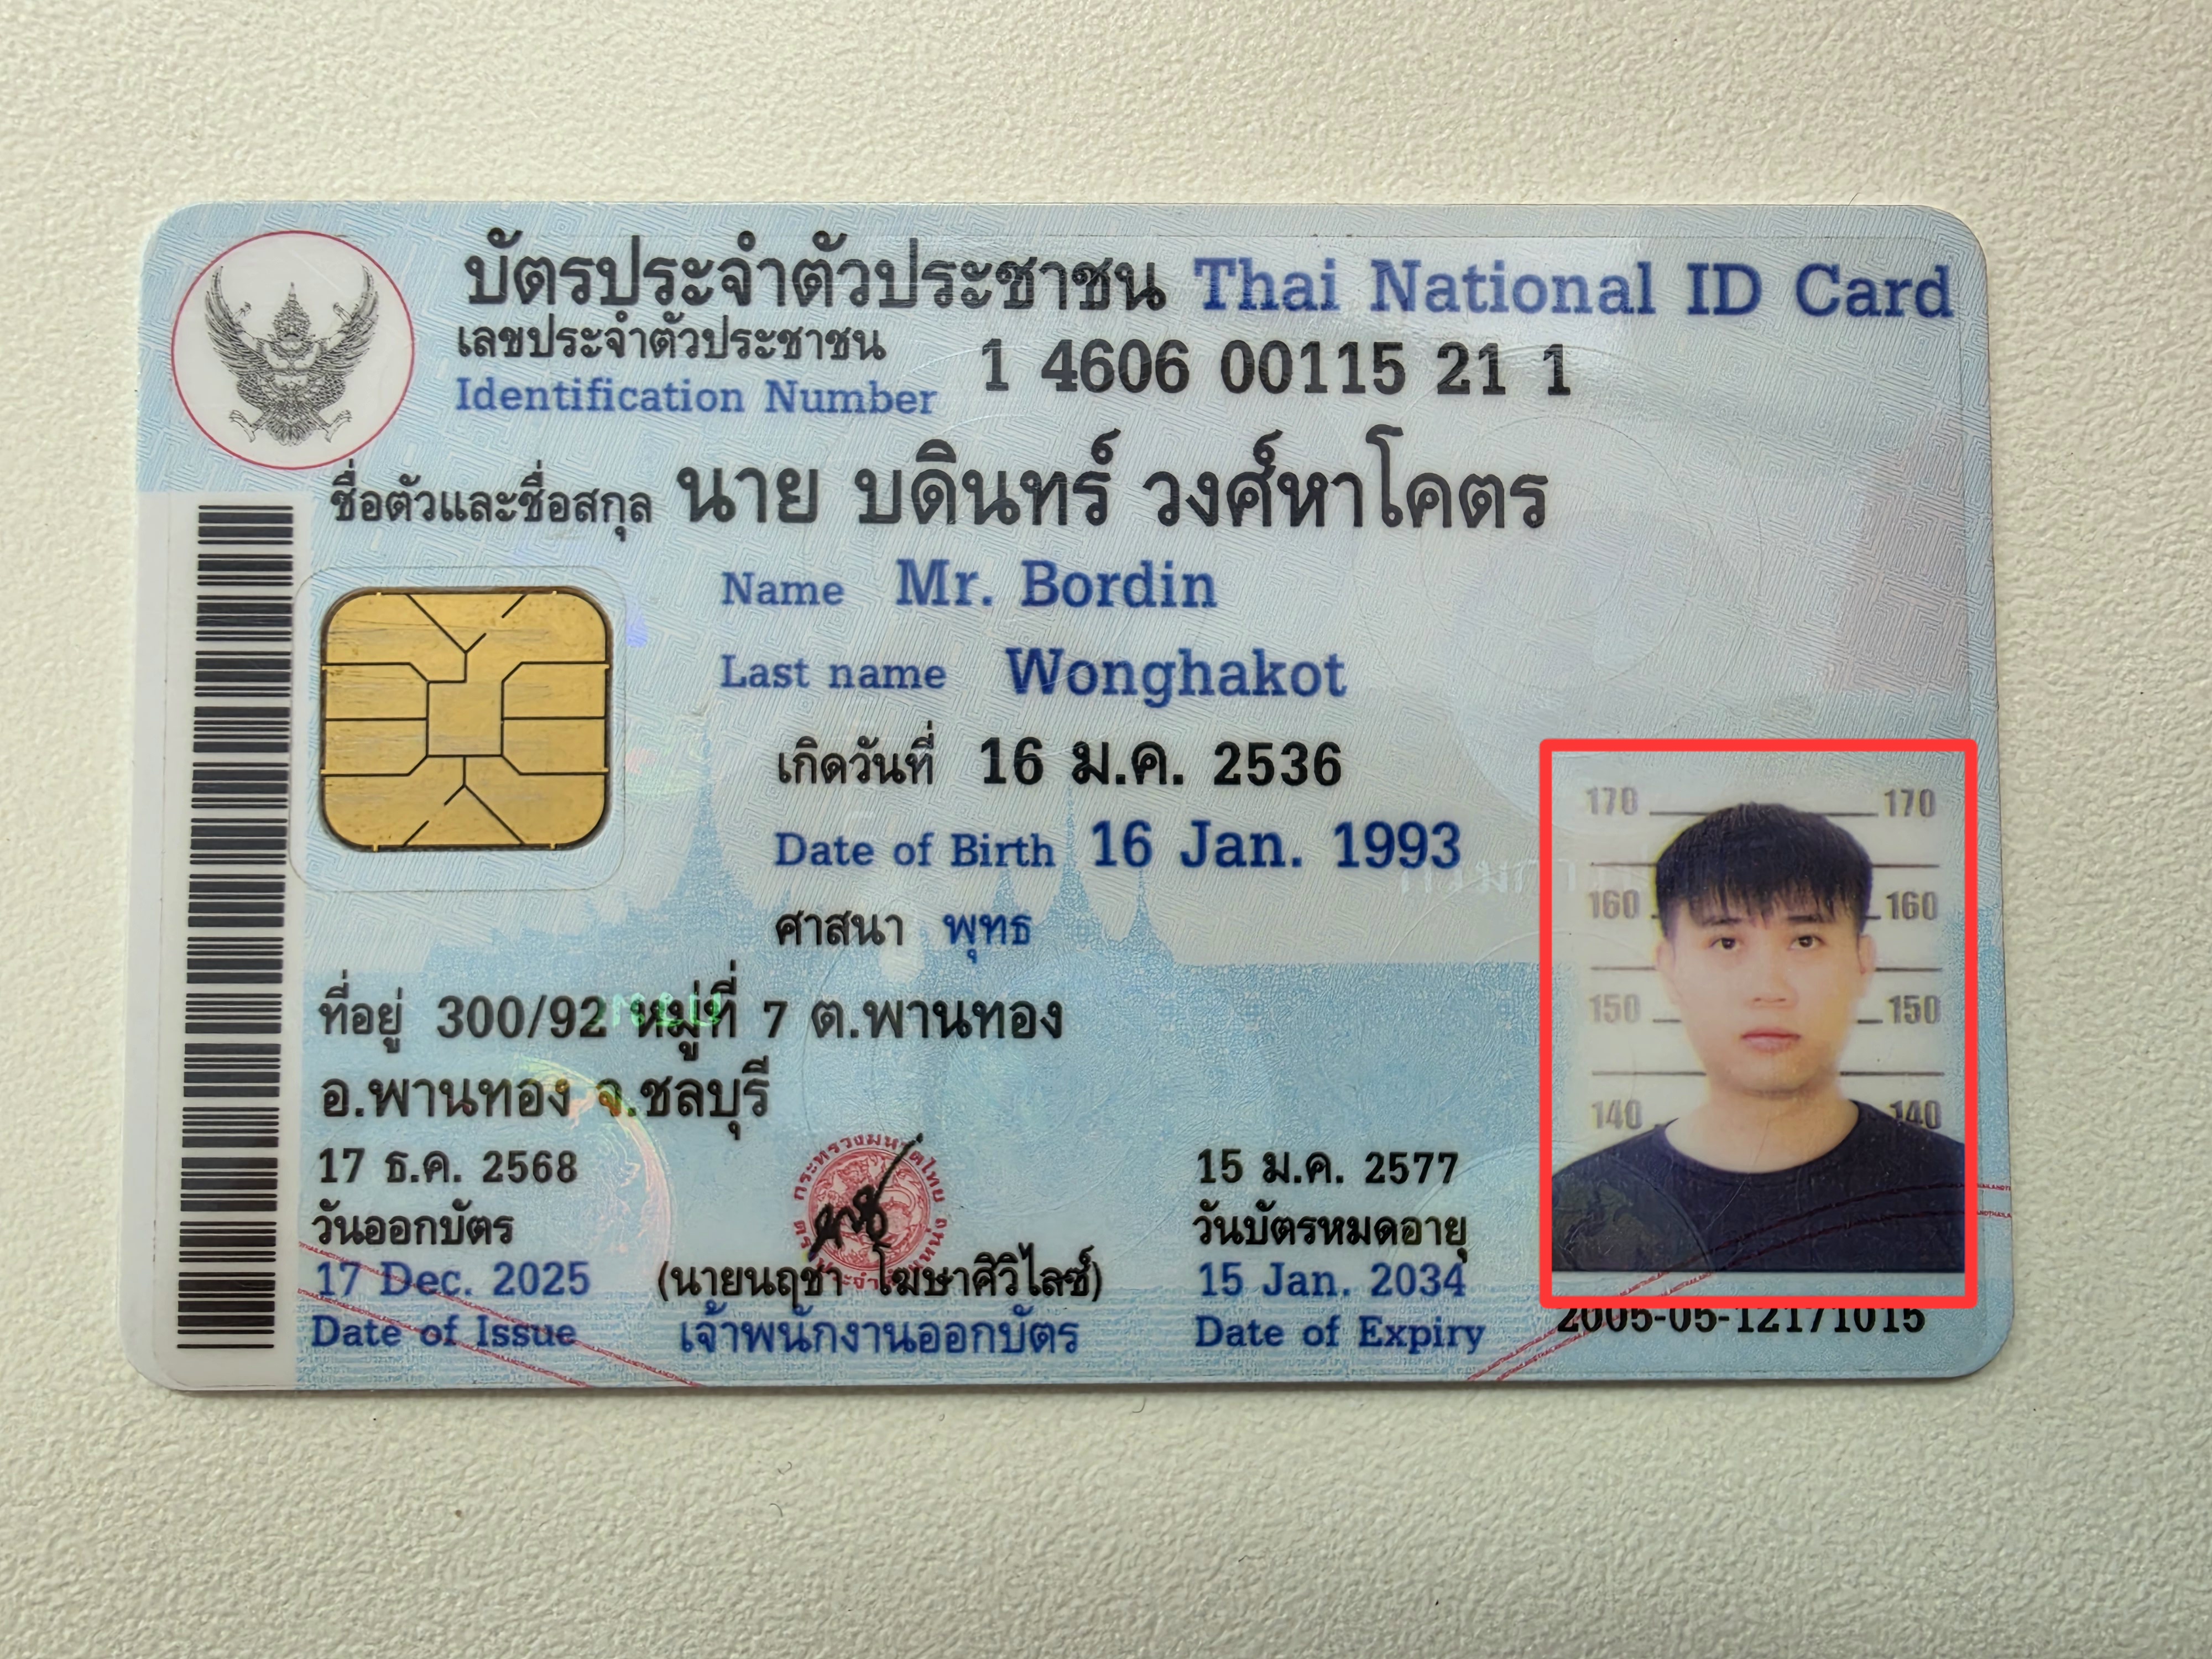 บัตรประจำตัวประชาชน Thai National ID Card
เลขประจำตัวประชาชน
Identification Number 1 4606 00115 21 1
ชื่อตัวและชื่อสกุล นาย บดินทร์ วงศ์หาโคตร
Name Mr. Bordin
Last name Wonghakot
เกิดวันที่ 16 ม.ค. 2536
Date of Birth 16 Jan. 1993
ศาสนา พุทธ
ที่อยู่ 300/92 หมู่ที่ 7 ต.พานทอง
อ.พานทอง จ.ชลบุรี
17 ธ.ค. 2568
วันออกบัตร
17 Dec. 2025
Date of Issue
(นายนฤชา โฆษาศิวิไลซ์)
เจ้าพนักงานออกบัตร
15 ม.ค. 2577
วันบัตรหมดอายุ
15 Jan. 2034
Date of Expiry
170 170
160 160
150 150
140 140
2005-05-12171015